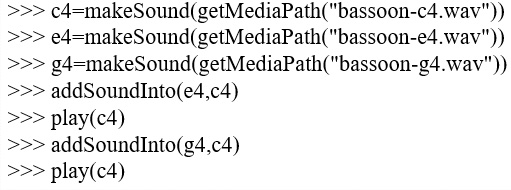 >>> c4=makeSound(getMediaPath("bassoon-c4.wav"))
>>> e4=makeSound(getMediaPath("bassoon-e4.wav"))
>>> g4=makeSound(getMediaPath("bassoon-g4.wav"))
>>> addSoundInto(e4,c4)
>>> play(c4)
>>> addSoundInto(g4,c4)
>>> play(c4)